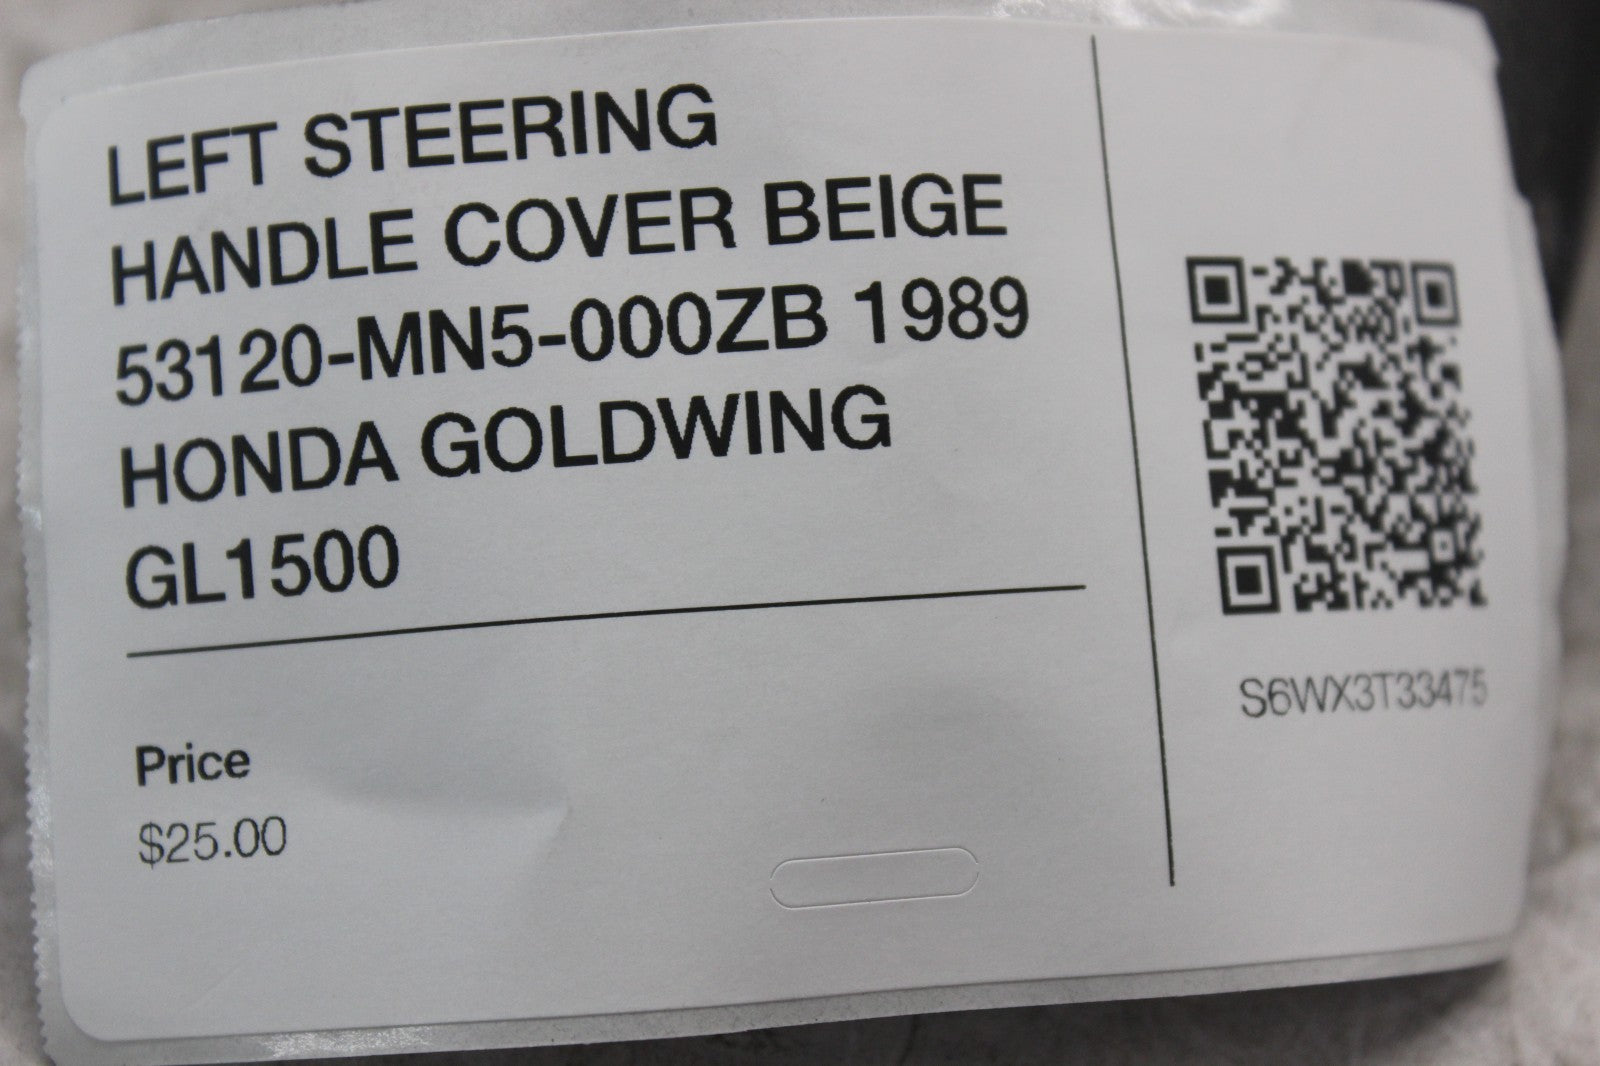 LEFT STEERING
HANDLE COVER BEIGE
53120-MN5-000ZB 1989
HONDA GOLDWING
GL1500
Price
$25.00
S6WX3T33475